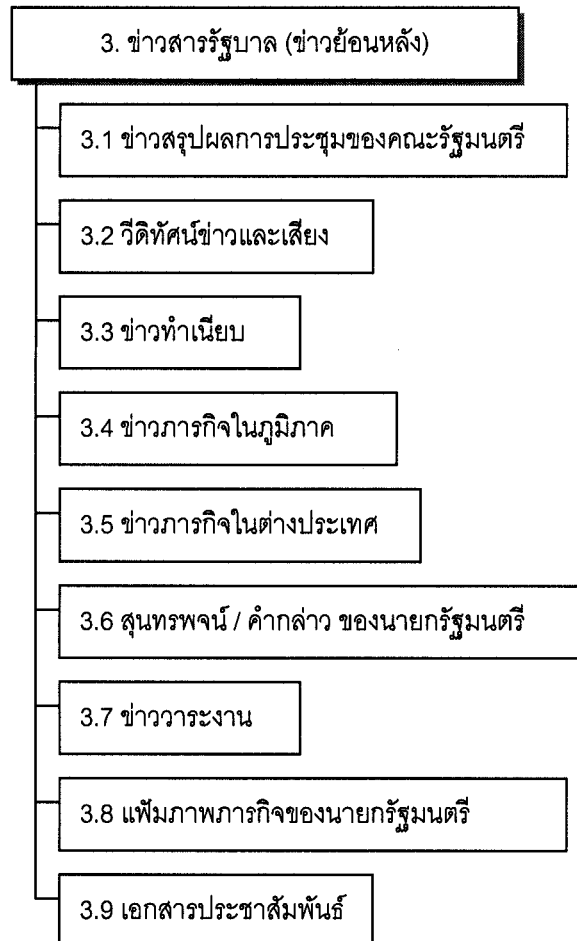 3. ข่าวสารรัฐบาล (ข่าวย้อนหลัง)
3.1 ข่าวสรุปผลการประชุมของคณะรัฐมนตรี
3.2 วีดิทัศน์ข่าวและเสียง
3.3 ข่าวทำเนียบ
3.4 ข่าวภารกิจในภูมิภาค
3.5 ข่าวภารกิจในต่างประเทศ
3.6 สุนทรพจน์ / คำกล่าว ของนายกรัฐมนตรี
3.7 ข่าววาระงาน
3.8 แฟ้มภาพภารกิจของนายกรัฐมนตรี
3.9 เอกสารประชาสัมพันธ์